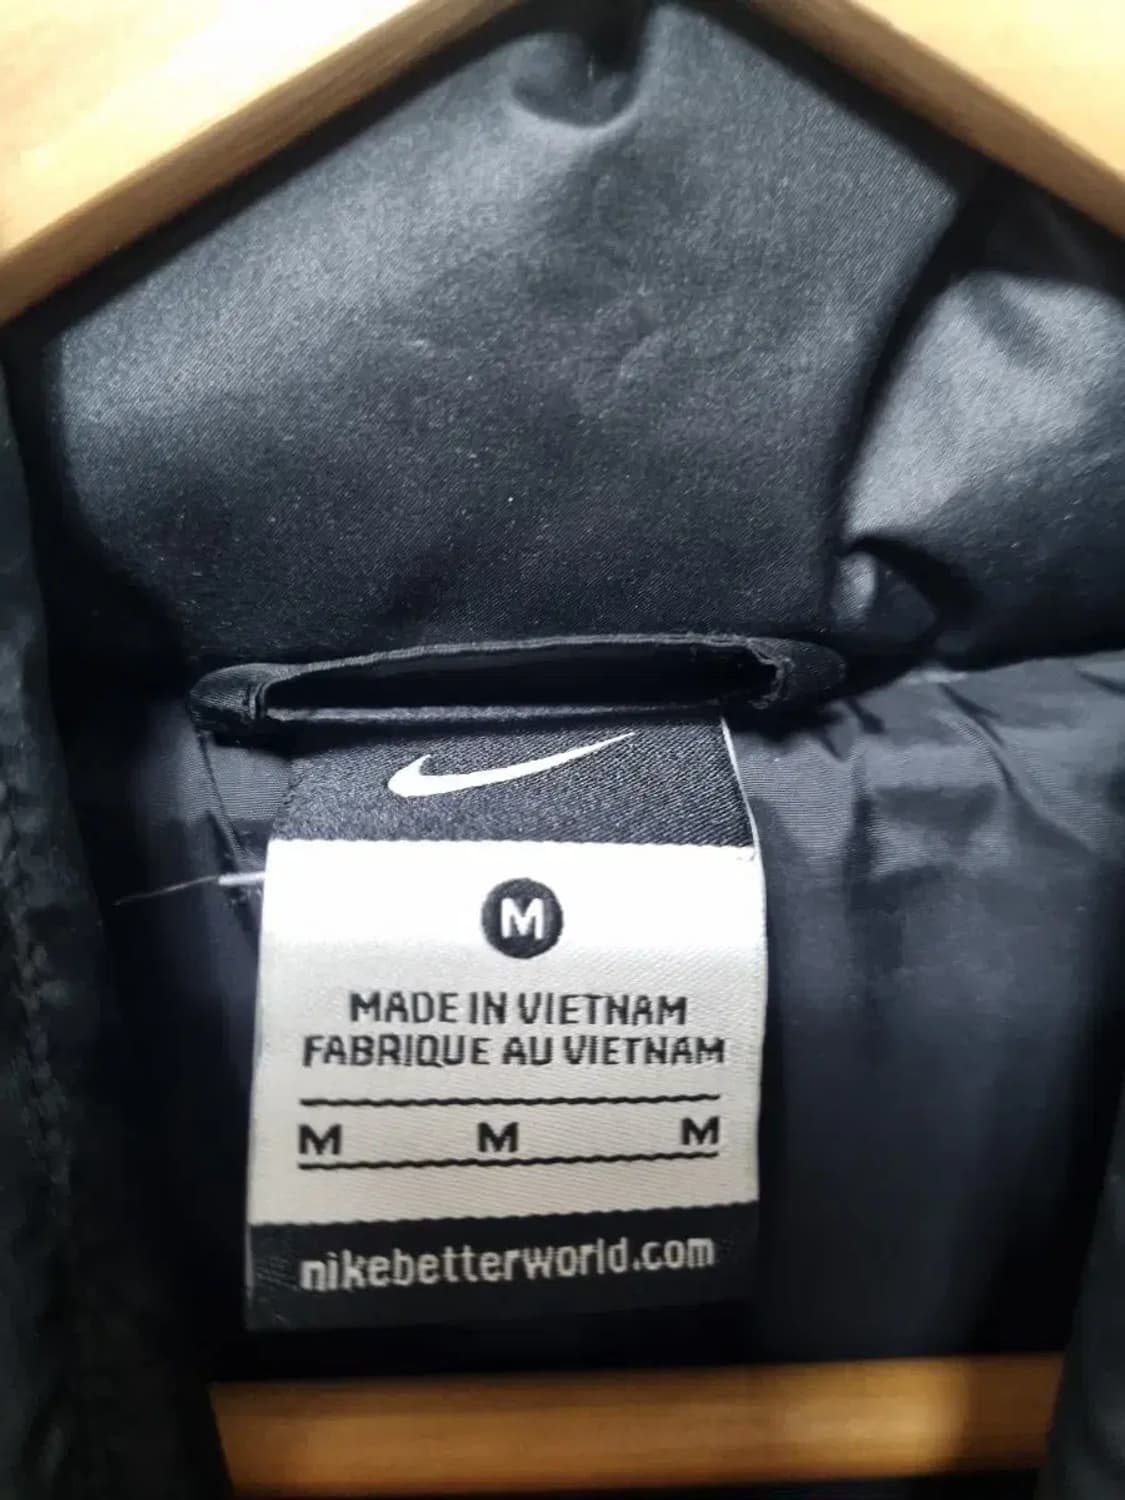 M
MADE IN VIETNAM
FABRIQUE AU VIETNAM
M M M
nikebetterworld.com